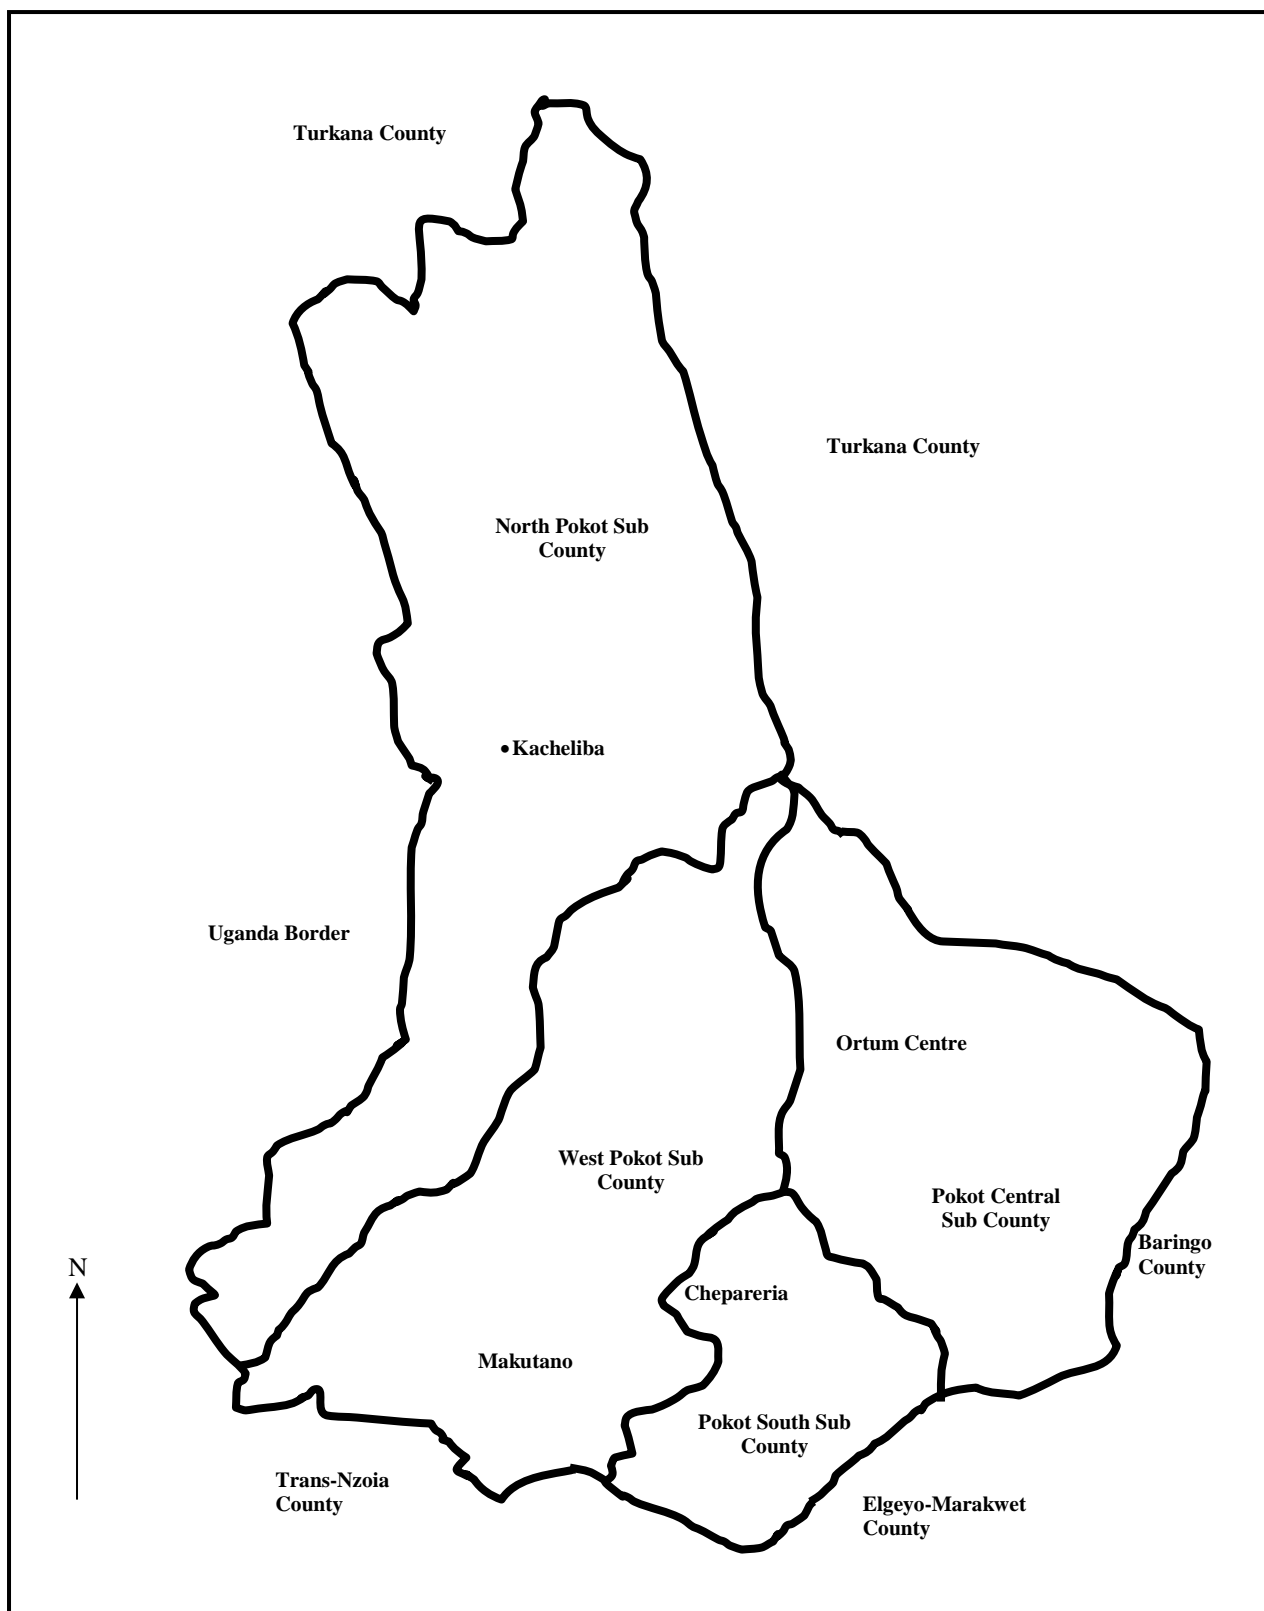 Turkana County
Turkana County
North Pokot Sub
County
•Kacheliba
Uganda Border
Ortum Centre
West Pokot Sub
County
Pokot Central
Sub County
Baringo
County
N
Chepareria
Makutano
Pokot South Sub
County
Trans-Nzoia
County
Elgeyo-Marakwet
County